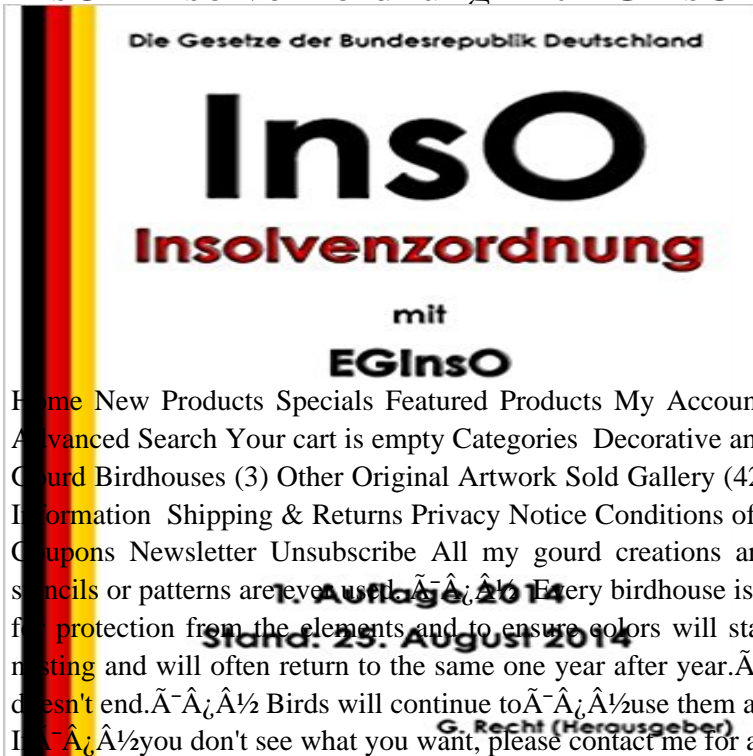 Die Gesetze der Bundesrepublik Deutschland
InsO
Insolvenzordnung
mit
EGInsO
Home New Products Specials Featured Products My Accoun
Advanced Search Your cart is empty Categories Decorative an
Gourd Birdhouses (3) Other Original Artwork Sold Gallery (42
Information Shipping & Returns Privacy Notice Conditions of
Coupons Newsletter Unsubscribe All my gourd creations ar
stencils or patterns are ever used.Ã¯Â¿Â½ Every birdhouse is
1. Auflage 2014
for protection from the elements and to ensure colors will sta
Stand: 25. August 2014
nesting and will often return to the same one year after year.Ã
doesn't end.Ã¯Â¿Â½ Birds will continue toÃ¯Â¿Â½use them a
G. Recht (Herausgeber)
IfÃ¯Â¿Â½you don't see what you want, please contact me for c